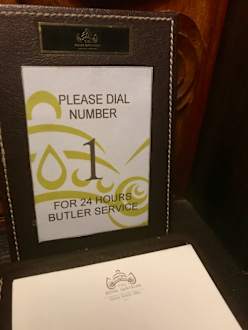 PLEASE DIAL
NUMBER
1
FOR 24 HOURS
BUTLER SERVICE